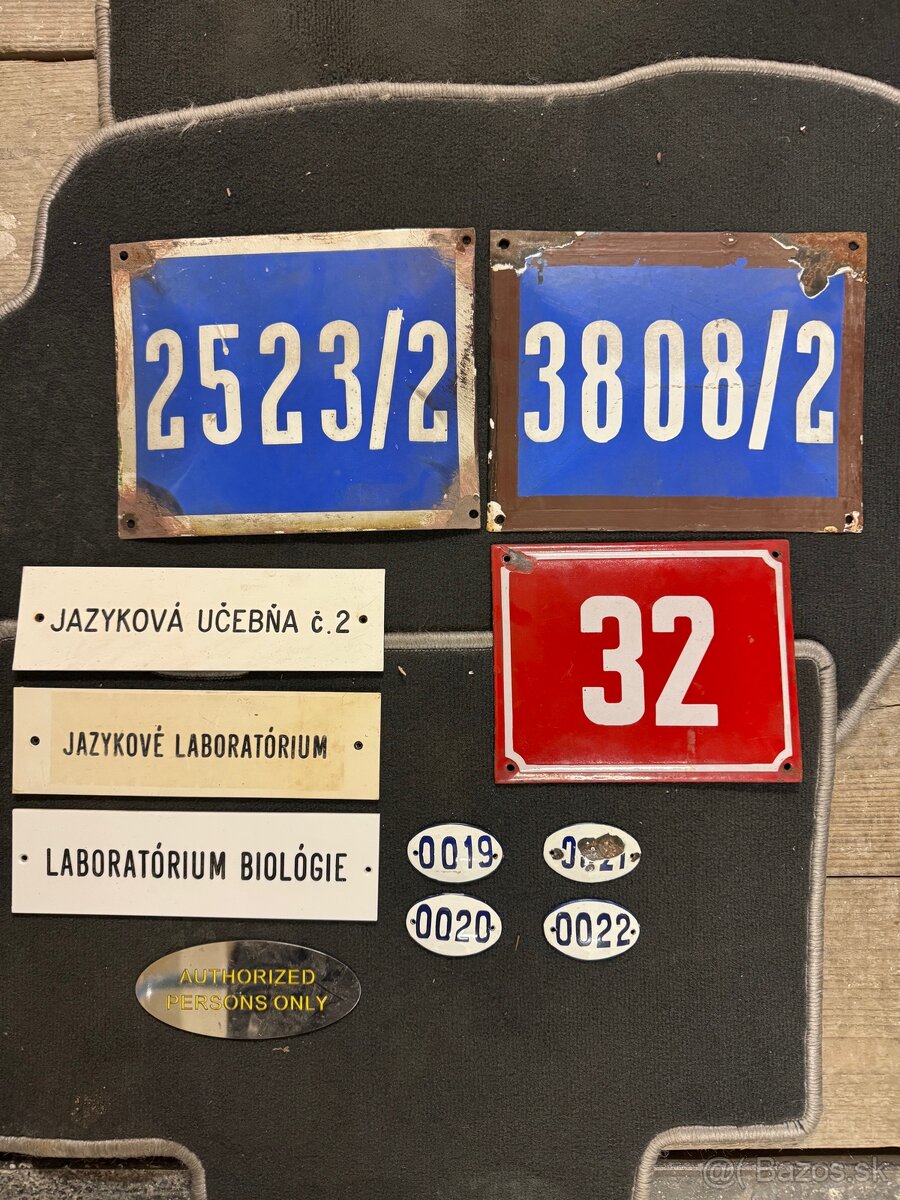 2523/2
3808/2
32
JAZYKOVÁ UČEBŇA č.2
JAZYKOVÉ LABORATÓRIUM
LABORATÓRIUM BIOLÓGIE
0019
0020
0022
AUTHORIZED
PERSONS ONLY
@ Bazos.sk